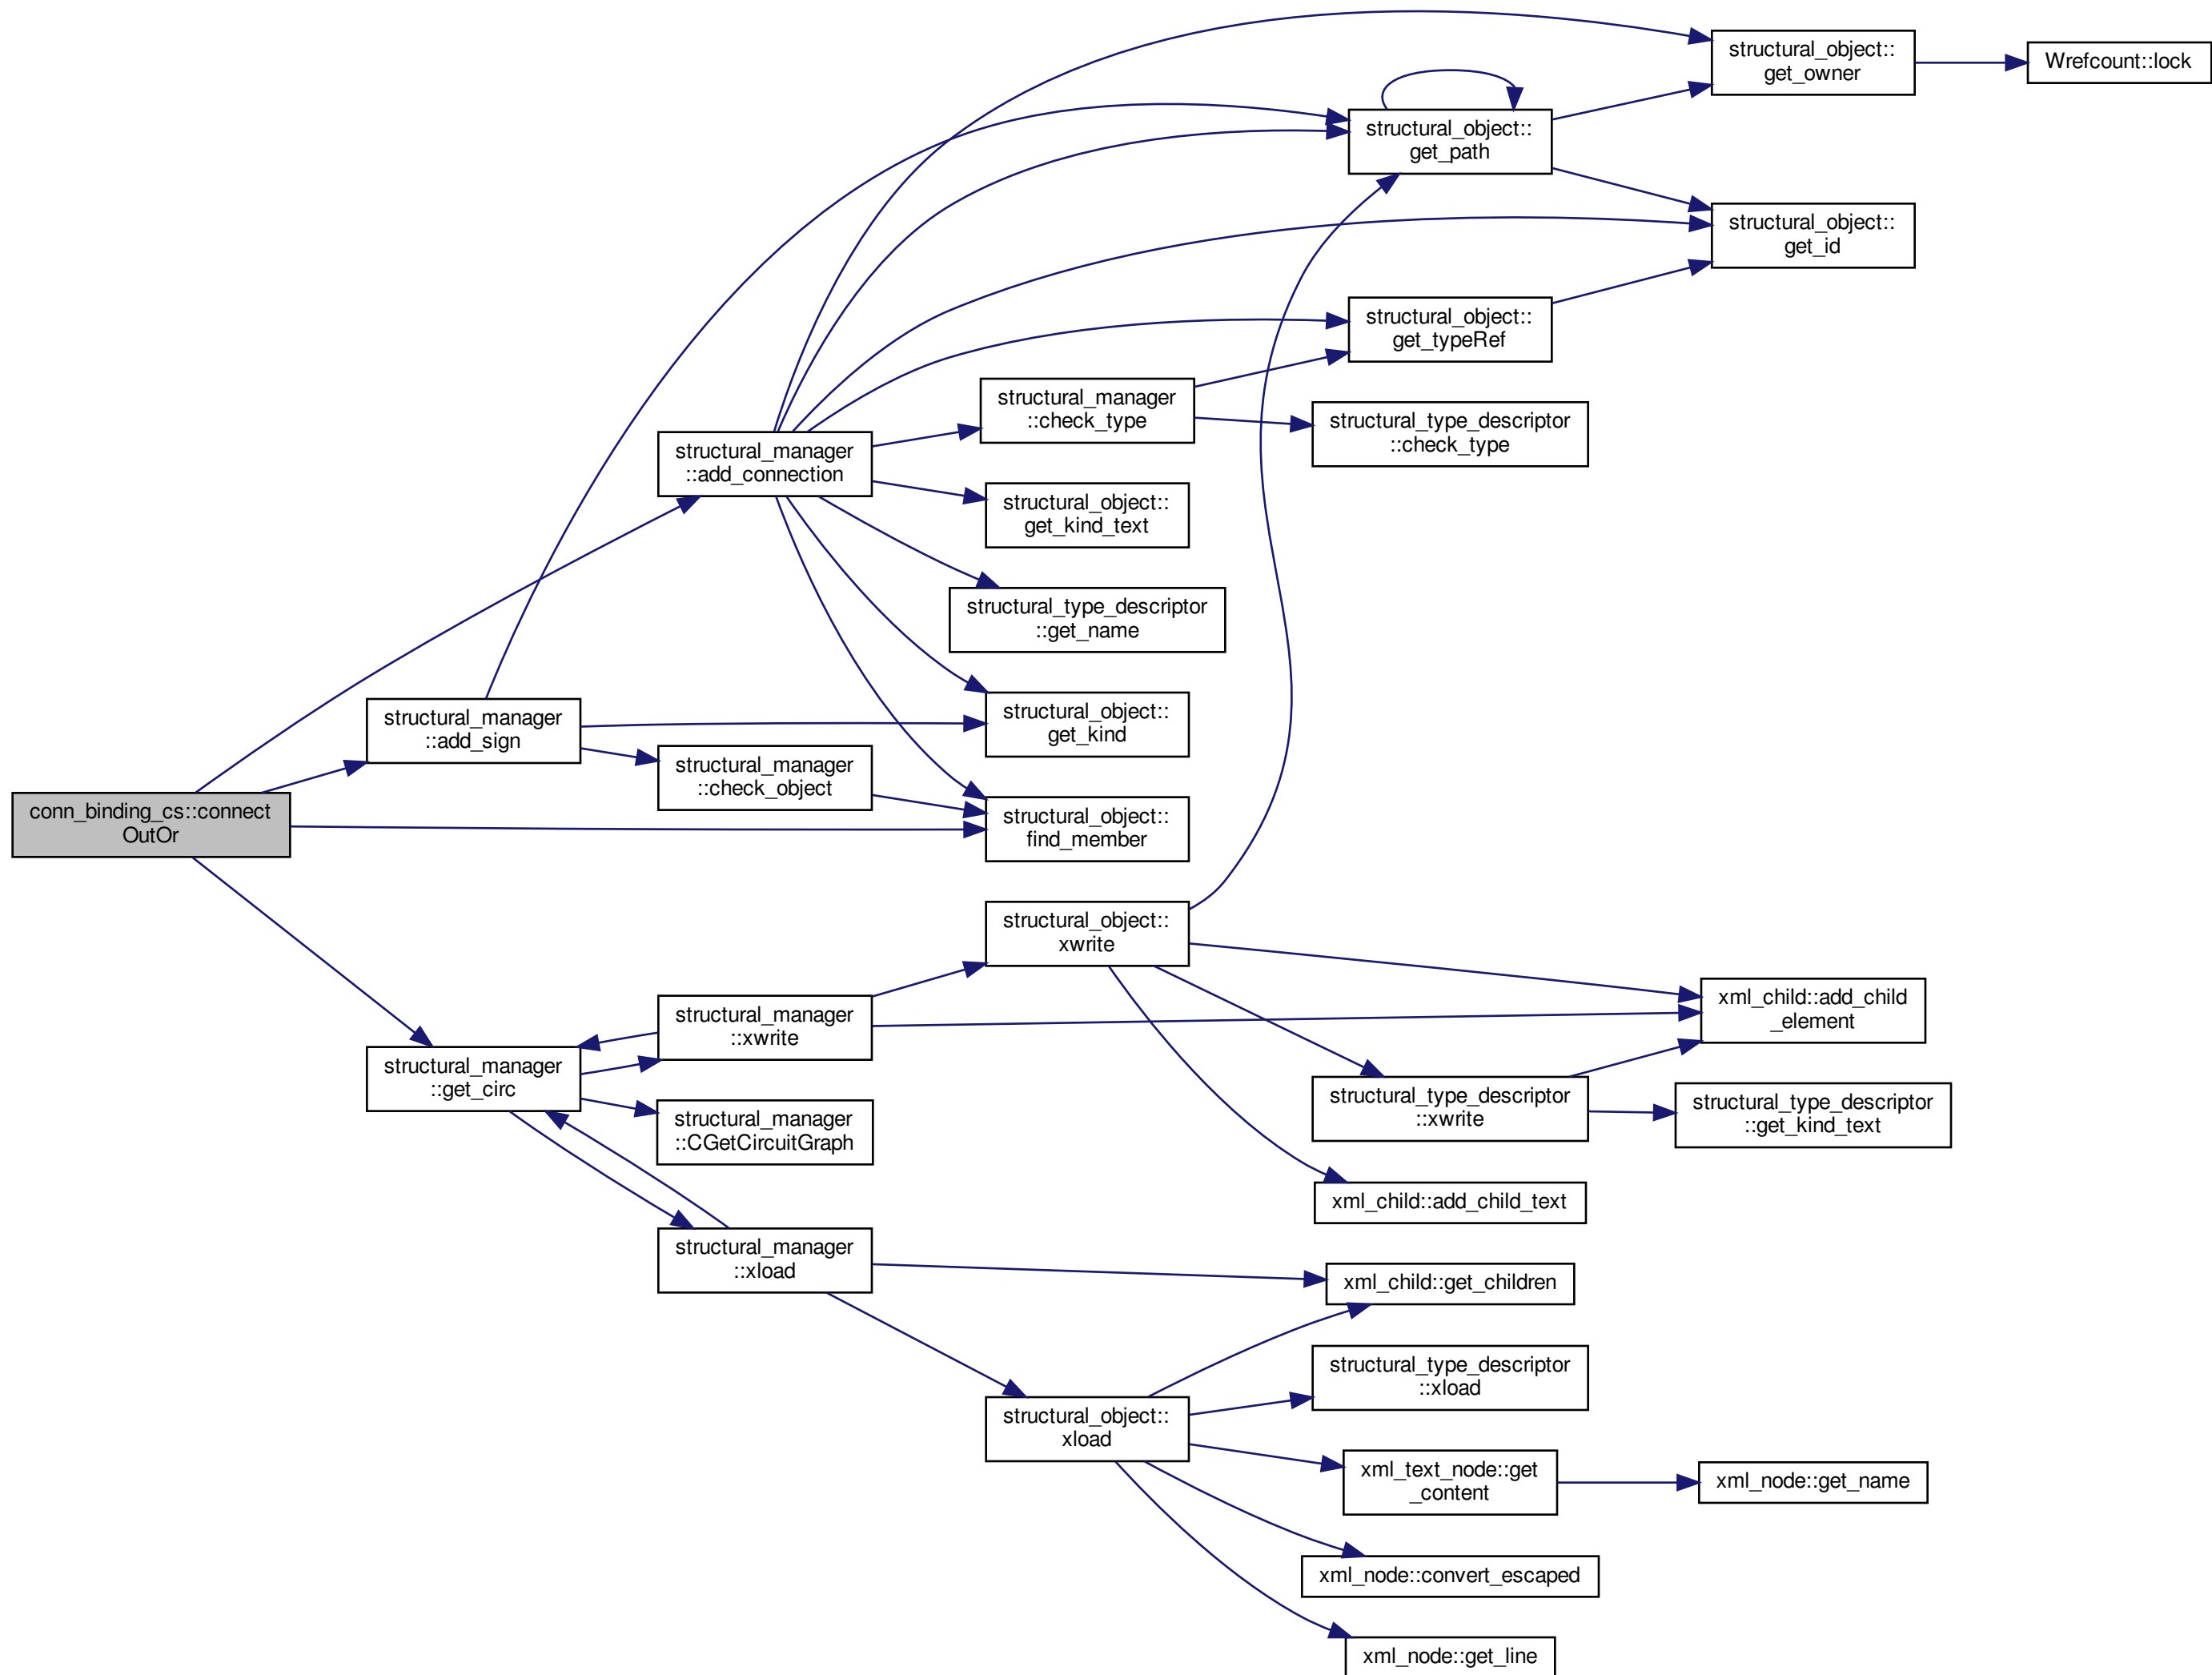 conn_binding_cs::connect
OutOr
structural_manager
::add_sign
structural_manager
::get_circ
structural_manager
::add_connection
structural_manager
::check_object
structural_manager
::xwrite
structural_manager
::CGetCircuitGraph
structural_manager
::xload
structural_manager
::check_type
structural_object::
get_kind_text
structural_type_descriptor
::get_name
structural_object::
get_kind
structural_object::
find_member
structural_object::
xwrite
structural_object::
xload
structural_object::
get_path
structural_object::
get_typeRef
structural_type_descriptor
::check_type
structural_type_descriptor
::xwrite
xml_child::add_child_text
xml_child::get_children
structural_type_descriptor
::xload
xml_text_node::get
_content
xml_node::convert_escaped
xml_node::get_line
structural_object::
get_owner
structural_object::
get_id
xml_child::add_child
_element
structural_type_descriptor
::get_kind_text
xml_node::get_name
Wrefcount::lock